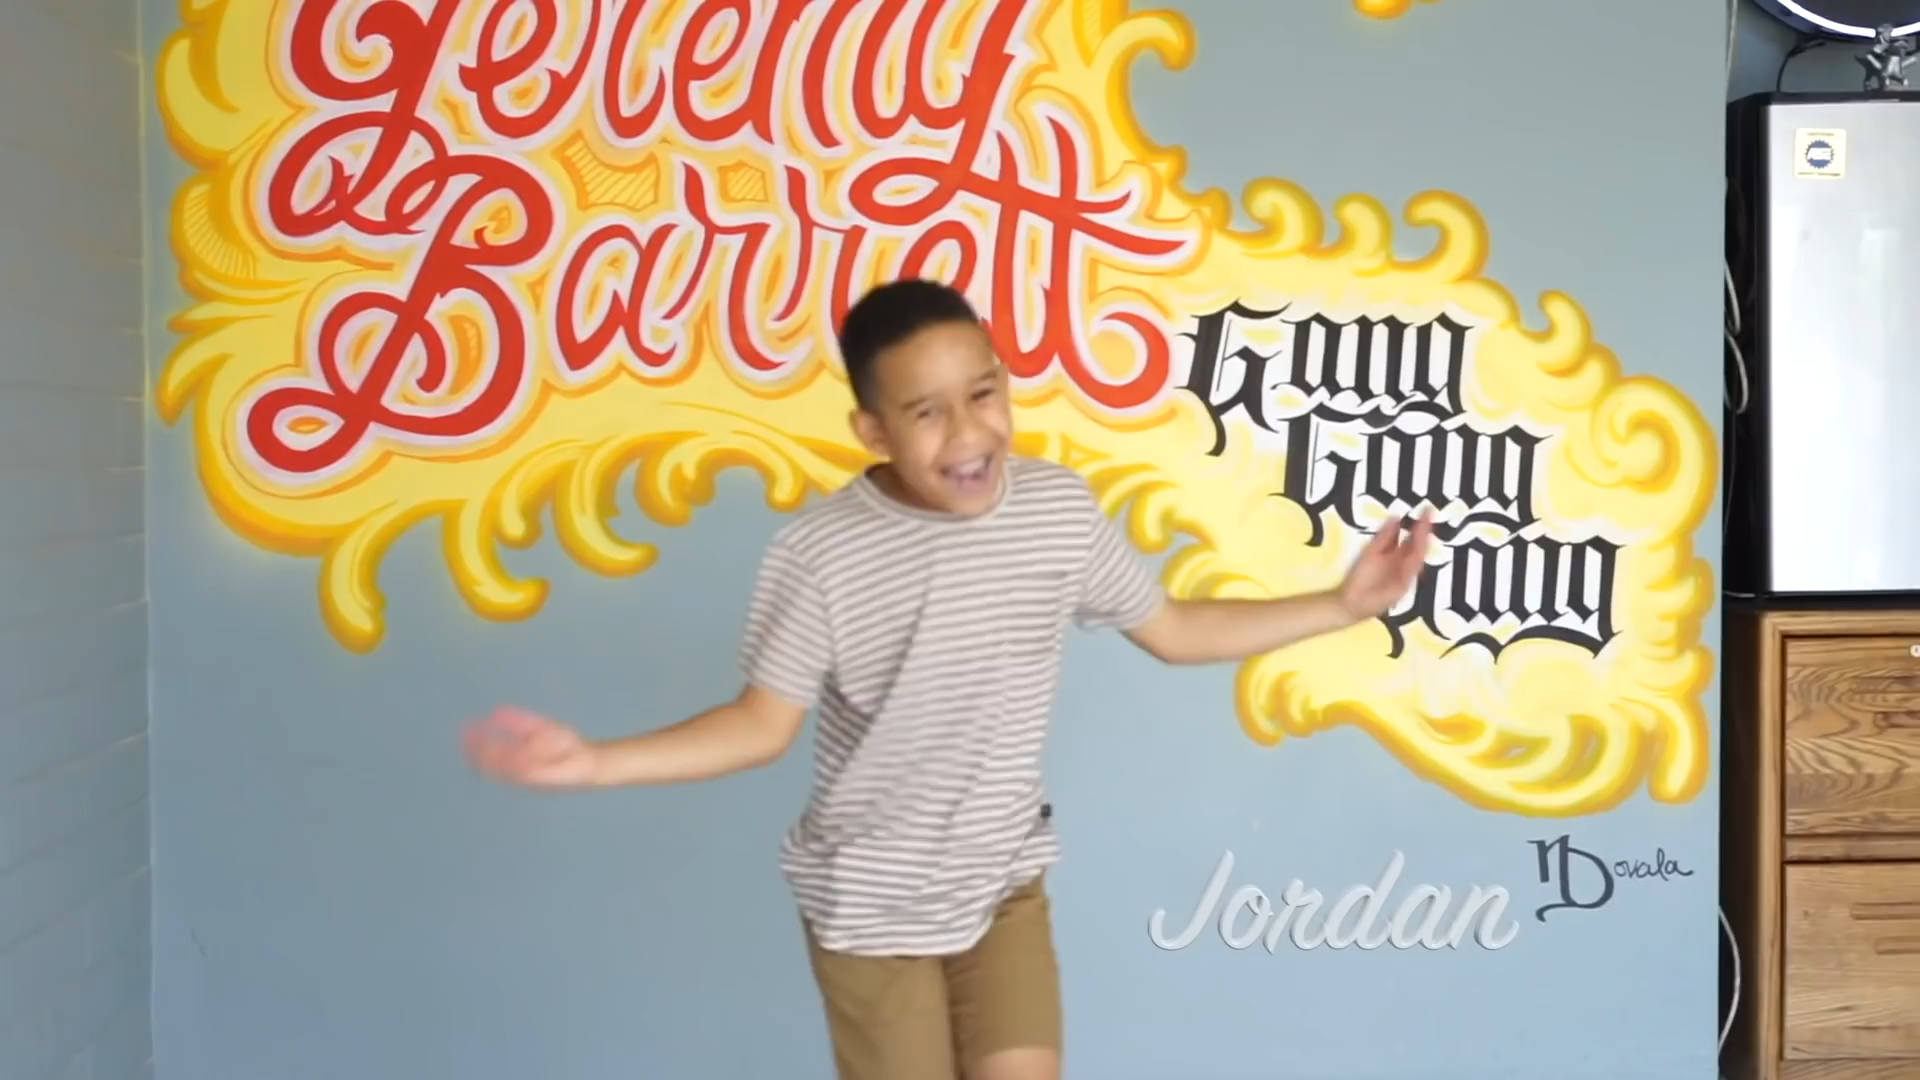 Jeremy
Barrett
Gang
Gang
Gang
Jordan
NDovala